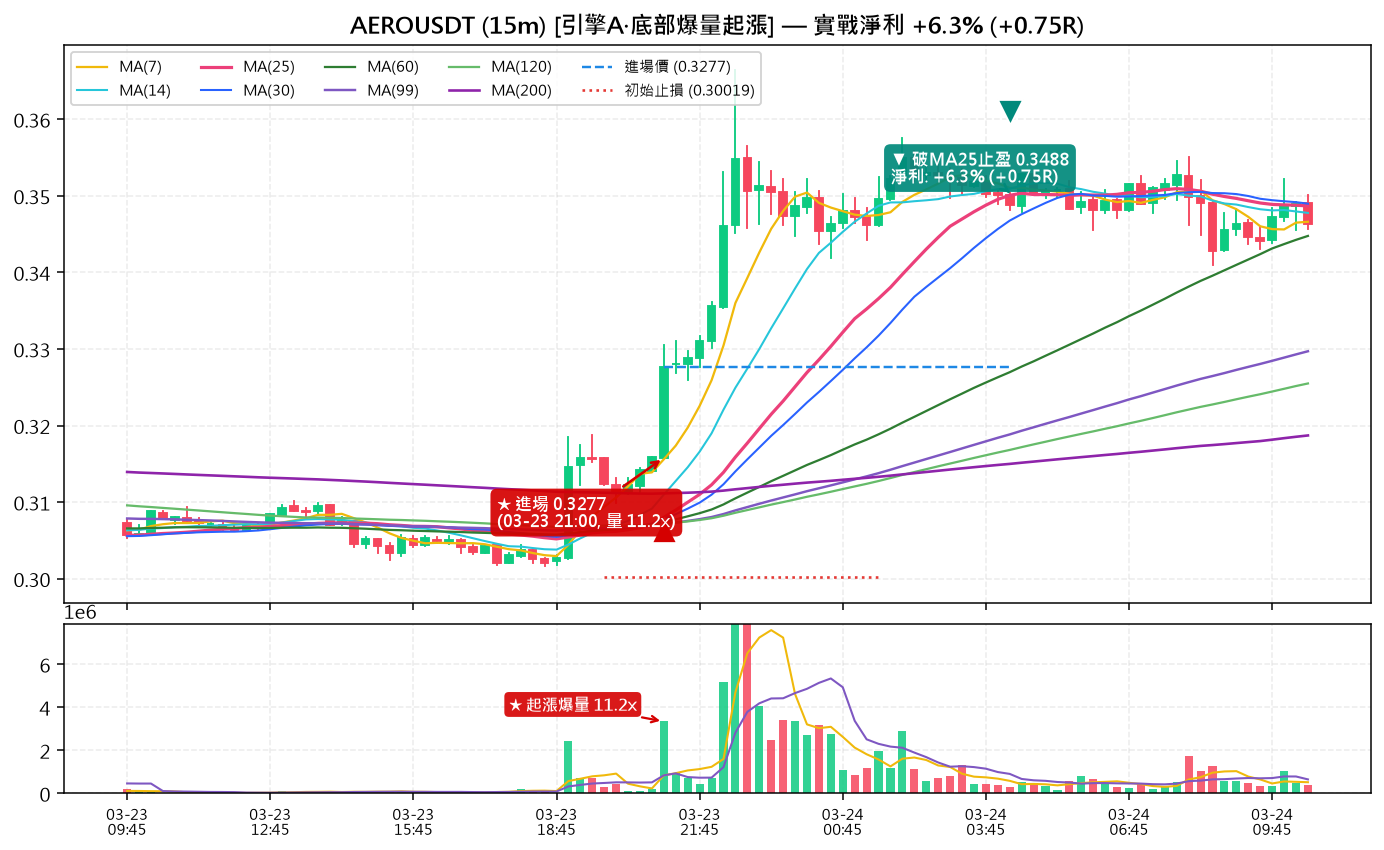 AEROUSDT (15m) [引擎A·底部爆量起漲] — 實戰淨利 +6.3% (+0.75R)
MA(7) MA(25) MA(60) MA(120) 進場價 (0.3277)
MA(14) MA(30) MA(99) MA(200) 初始止損 (0.30019)
0.36
0.35
0.34
0.33
0.32
0.31
0.30
▼ 破MA25止盈 0.3488
淨利: +6.3% (+0.75R)
★ 進場 0.3277
(03-23 21:00, 量 11.2x)
1e6
6
4
2
0
★ 起漲爆量 11.2x
03-23 03-23 03-23 03-23 03-23 03-24 03-24 03-24 03-24
09:45 12:45 15:45 18:45 21:45 00:45 03:45 06:45 09:45